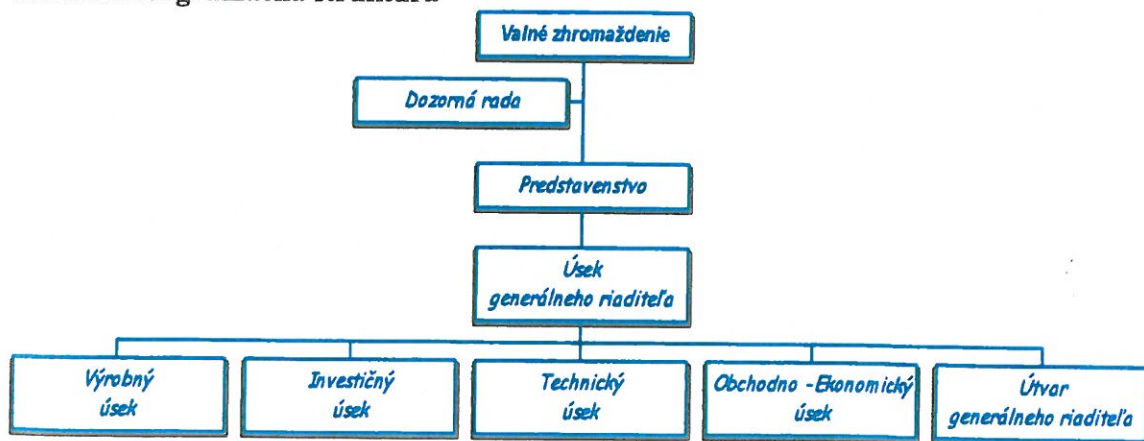 Valné zhromaždenie
Dozorná rada
Predstavenstvo
Úsek
generálneho riaditeľa
Výrobný
úsek
Investičný
úsek
Technický
úsek
Obchodno - Ekonomický
úsek
Útvar
generálneho riaditeľa